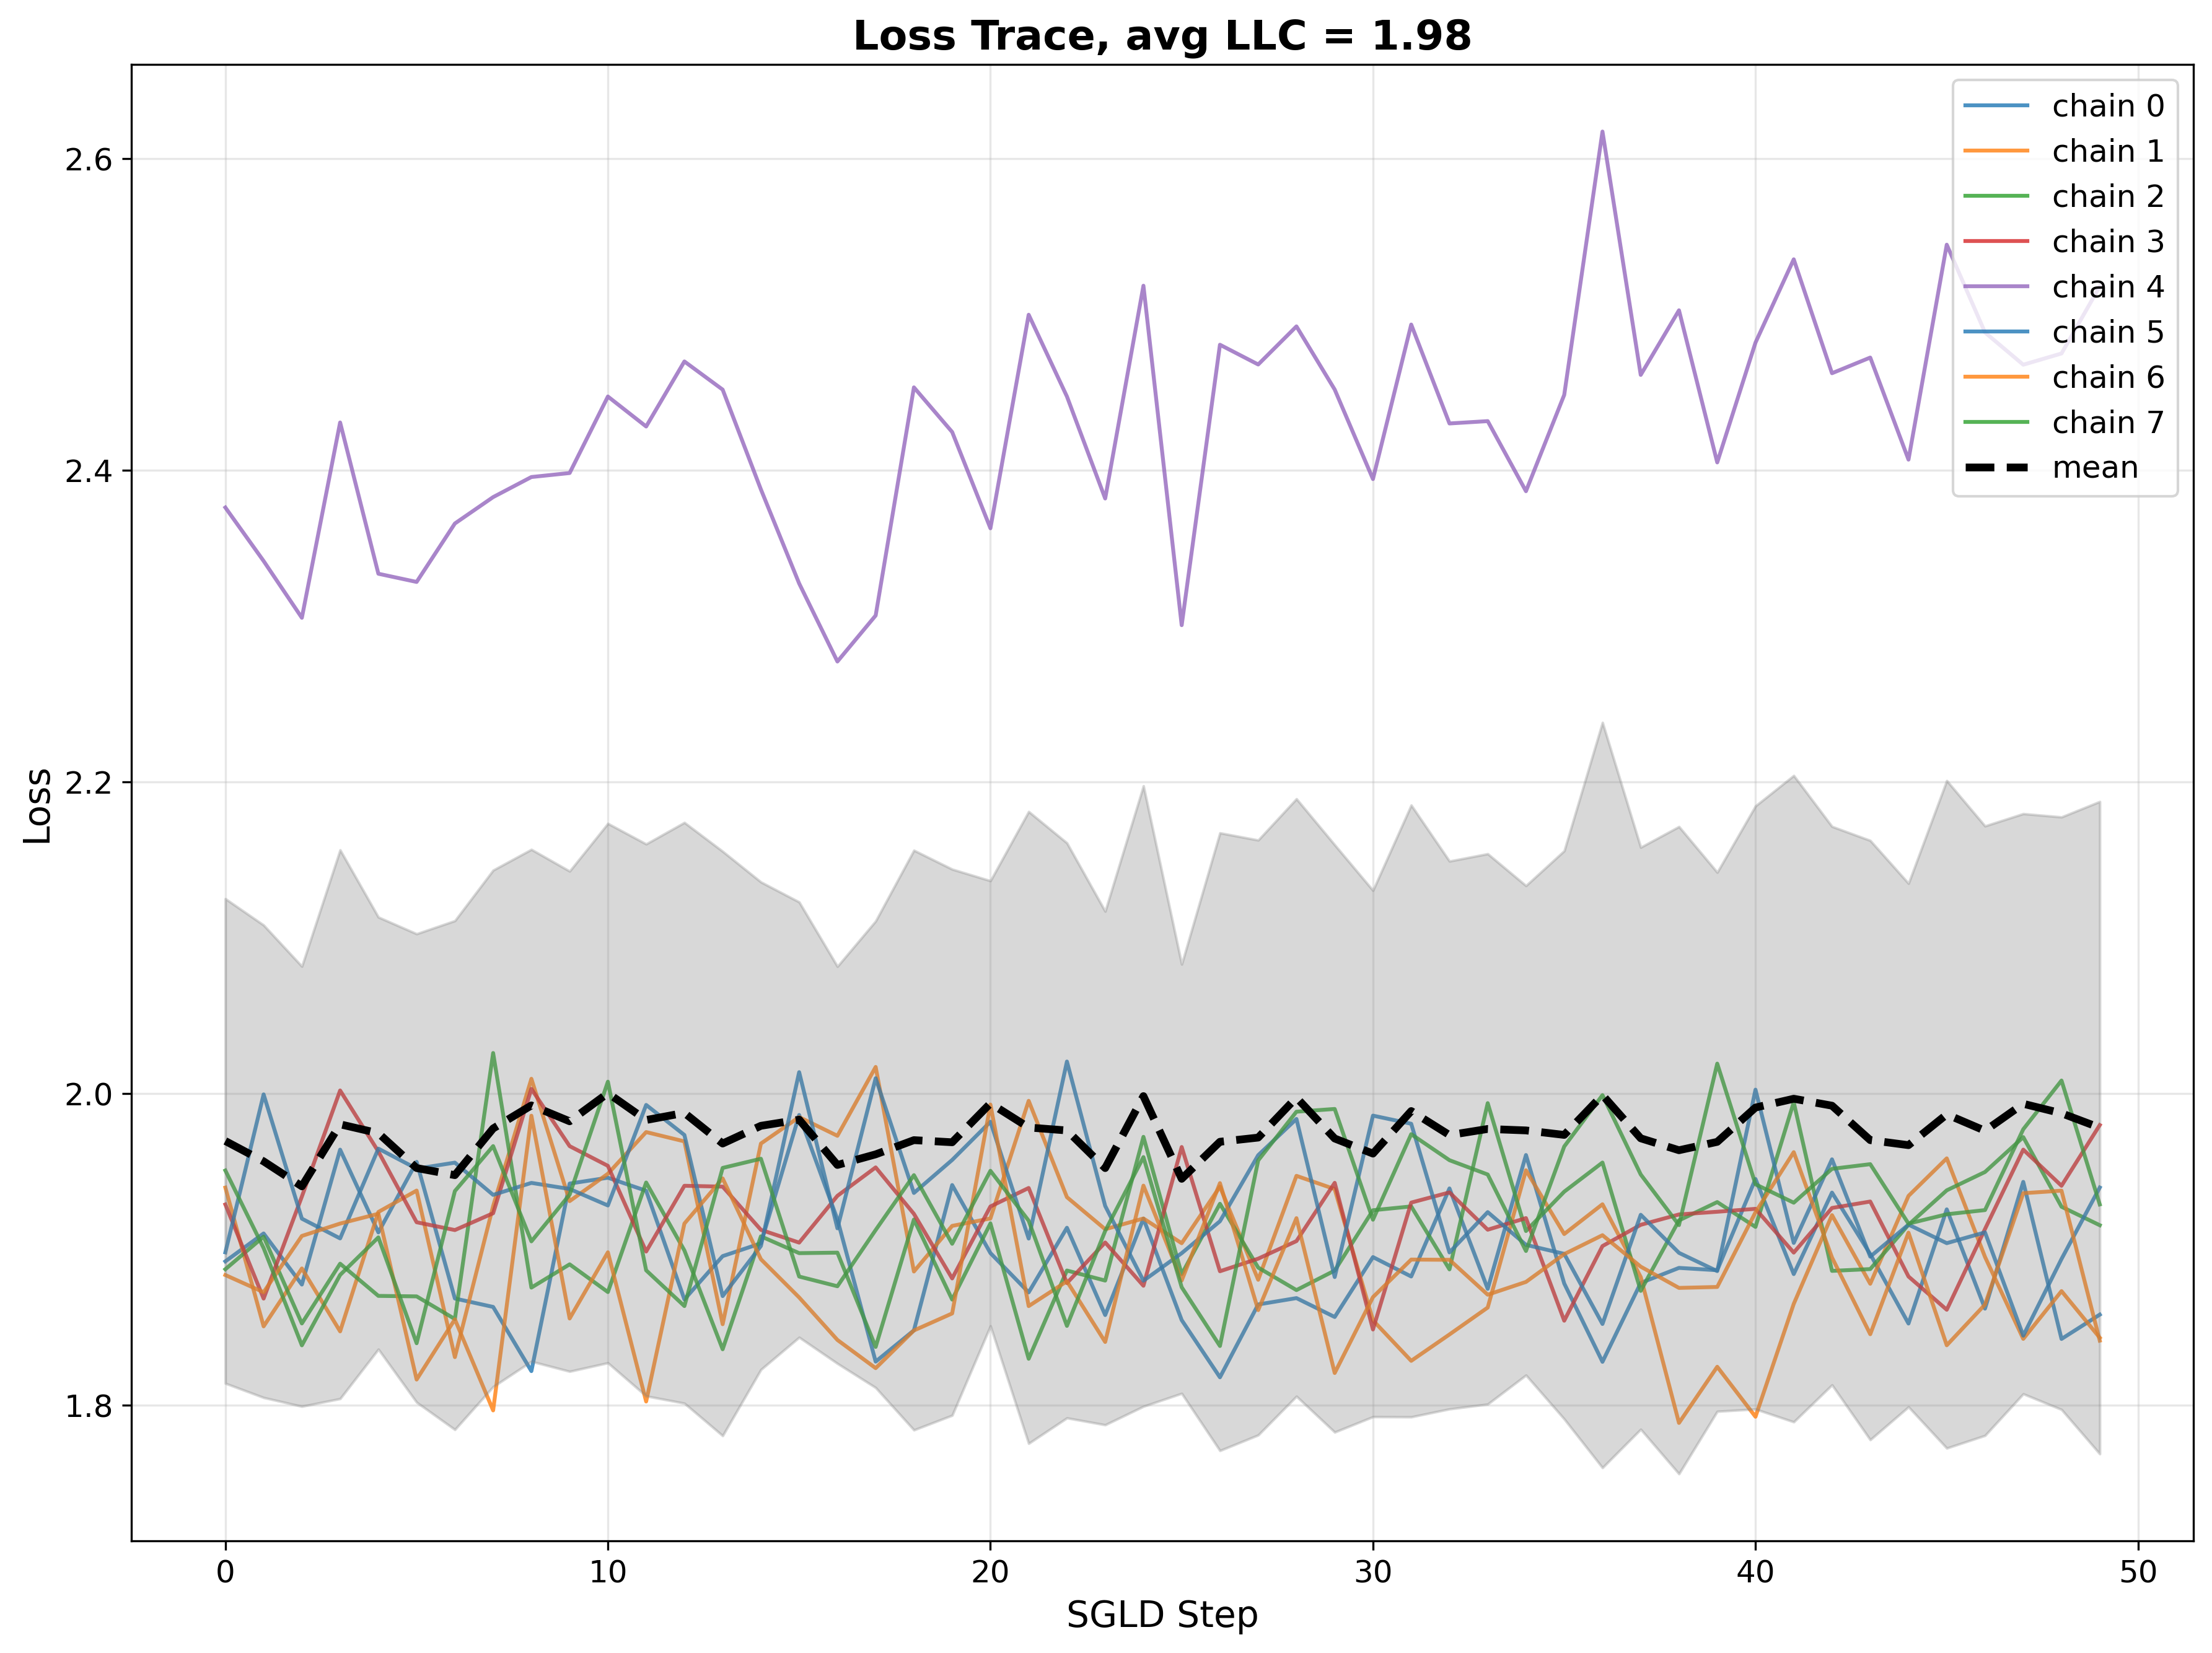 Loss Trace, avg LLC = 1.98
chain 0
chain 1
chain 2
chain 3
chain 4
chain 5
chain 6
chain 7
mean
2.6
2.4
2.2
2.0
1.8
Loss
0 10 20 30 40 50
SGLD Step